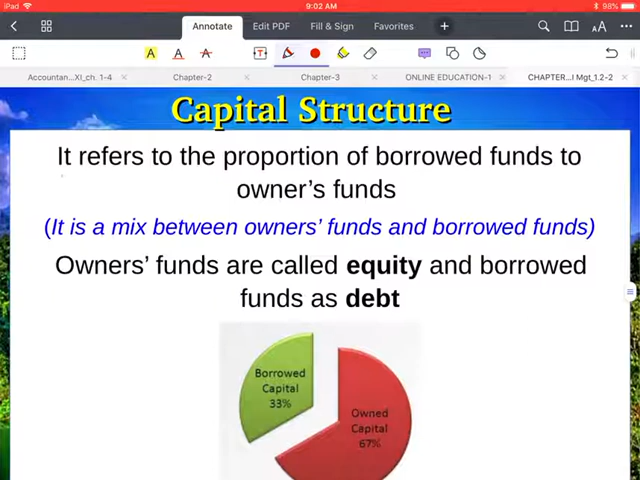 iPad
9:02 AM
98%
Annotate
Edit PDF
Fill & Sign
Favorites
A
A
A
T
AA
Accountan..._XI_ch. 1-4
Chapter-2
Chapter-3
ONLINE EDUCATION-1
CHAPTER...l Mgt_1.2-2
Capital Structure
It refers to the proportion of borrowed funds to
owner’s funds
(It is a mix between owners’ funds and borrowed funds)
Owners’ funds are called equity and borrowed
funds as debt
Borrowed
Capital
33%
Owned
Capital
67%